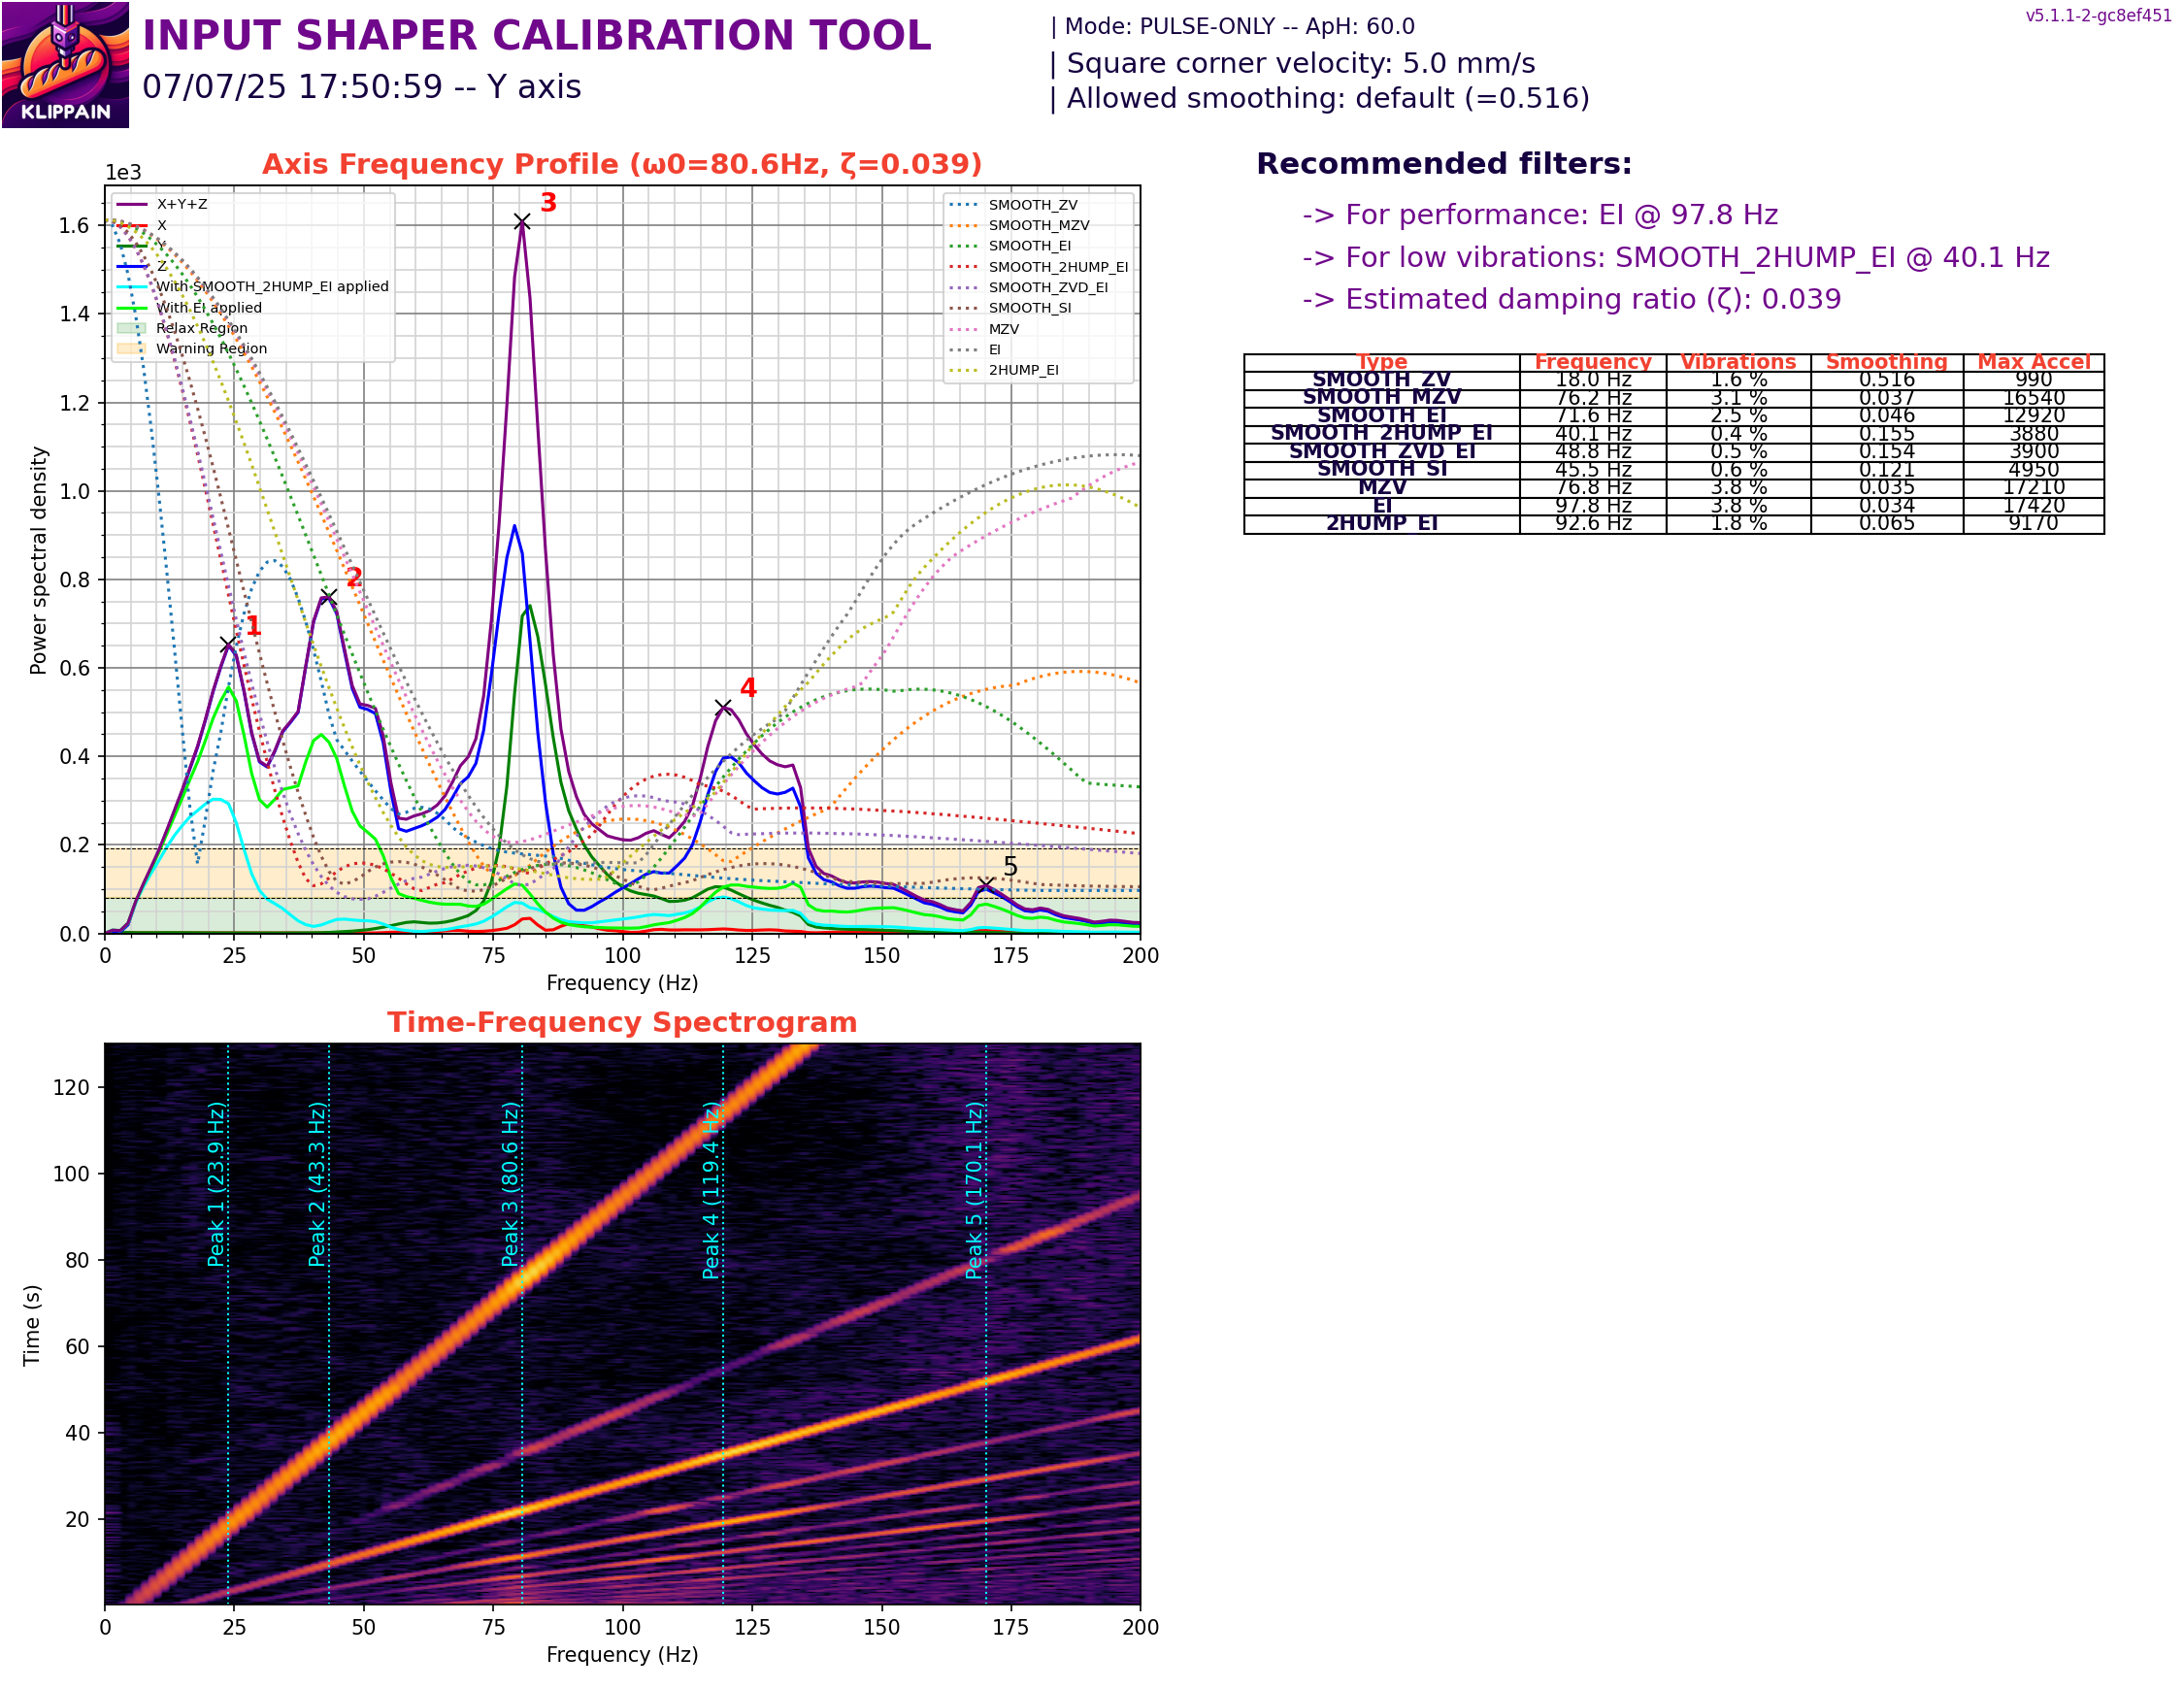 KLIPPAIN
INPUT SHAPER CALIBRATION TOOL
07/07/25 17:50:59 -- Y axis
| Mode: PULSE-ONLY -- ApH: 60.0
| Square corner velocity: 5.0 mm/s
| Allowed smoothing: default (=0.516)
v5.1.1-2-gc8ef451
Axis Frequency Profile (ω0=80.6Hz, ζ=0.039)
1e3
X+Y+Z
X
Y
Z
With SMOOTH_2HUMP_EI applied
With EI applied
Relax Region
Warning Region
SMOOTH_ZV
SMOOTH_MZV
SMOOTH_EI
SMOOTH_2HUMP_EI
SMOOTH_ZVD_EI
SMOOTH_SI
MZV
EI
2HUMP_EI
1
2
3
4
5
Power spectral density
1.6
1.4
1.2
1.0
0.8
0.6
0.4
0.2
0.0
0 25 50 75 100 125 150 175 200
Frequency (Hz)
Recommended filters:
-> For performance: EI @ 97.8 Hz
-> For low vibrations: SMOOTH_2HUMP_EI @ 40.1 Hz
-> Estimated damping ratio (ζ): 0.039
Type Frequency Vibrations Smoothing Max Accel
SMOOTH_ZV 18.0 Hz 1.6 % 0.516 990
SMOOTH_MZV 76.2 Hz 3.1 % 0.037 16540
SMOOTH_EI 71.6 Hz 2.5 % 0.046 12920
SMOOTH_2HUMP_EI 40.1 Hz 0.4 % 0.155 3880
SMOOTH_ZVD_EI 48.8 Hz 0.5 % 0.154 3900
SMOOTH_SI 45.5 Hz 0.6 % 0.121 4950
MZV 76.8 Hz 3.8 % 0.035 17210
EI 97.8 Hz 3.8 % 0.034 17420
2HUMP_EI 92.6 Hz 1.8 % 0.065 9170
Time-Frequency Spectrogram
Time (s)
120
100
80
60
40
20
Peak 1 (23.9 Hz)
Peak 2 (43.3 Hz)
Peak 3 (80.6 Hz)
Peak 4 (119.4 Hz)
Peak 5 (170.1 Hz)
0 25 50 75 100 125 150 175 200
Frequency (Hz)